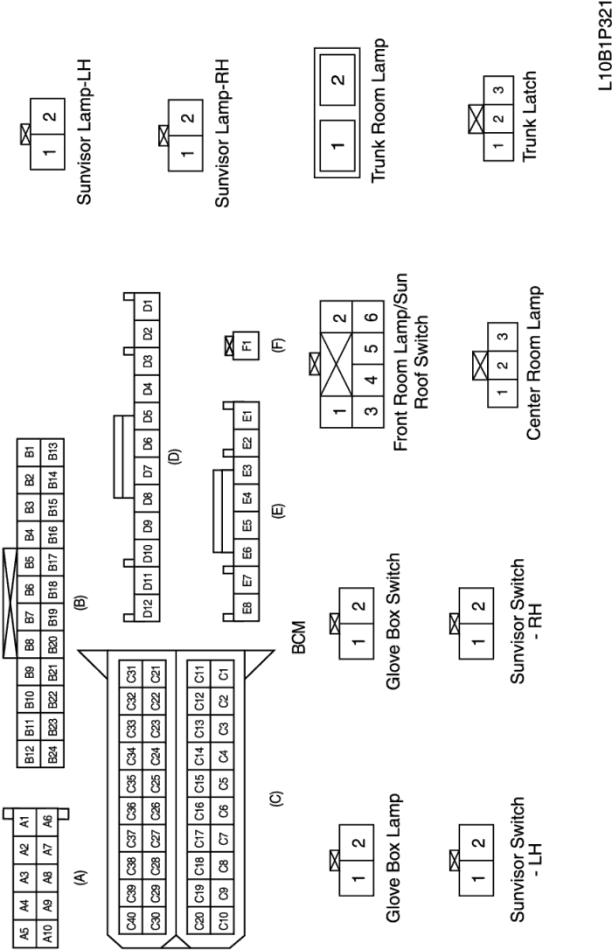 A5 A4 A3 A2 A1
A10 A9 A8 A7 A6
(A)
B12 B11 B10 B9 B8 B7 B6 B5 B4 B3 B2 B1
B24 B23 B22 B21 B20 B19 B18 B17 B16 B15 B14 B13
(B)
C40 C39 C38 C37 C36 C35 C34 C33 C32 C31
C30 C29 C28 C27 C26 C25 C24 C23 C22 C21
C20 C19 C18 C17 C16 C15 C14 C13 C12 C11
C10 C9 C8 C7 C6 C5 C4 C3 C2 C1
(C)
D12 D11 D10 D9 D8 D7 D6 D5 D4 D3 D2 D1
(D)
E8 E7 E6 E5 E4 E3 E2 E1
(E)
F1
(F)
BCM
1 2
Sunvisor Lamp-LH
1 2
Sunvisor Lamp-RH
1 2
Glove Box Lamp
1 2
Glove Box Switch
1 2
3 4 5 6
Front Room Lamp/Sun
Roof Switch
1 2
Trunk Room Lamp
1 2
Sunvisor Switch
- LH
1 2
Sunvisor Switch
- RH
1 2 3
Center Room Lamp
1 2 3
Trunk Latch
L10B1P321